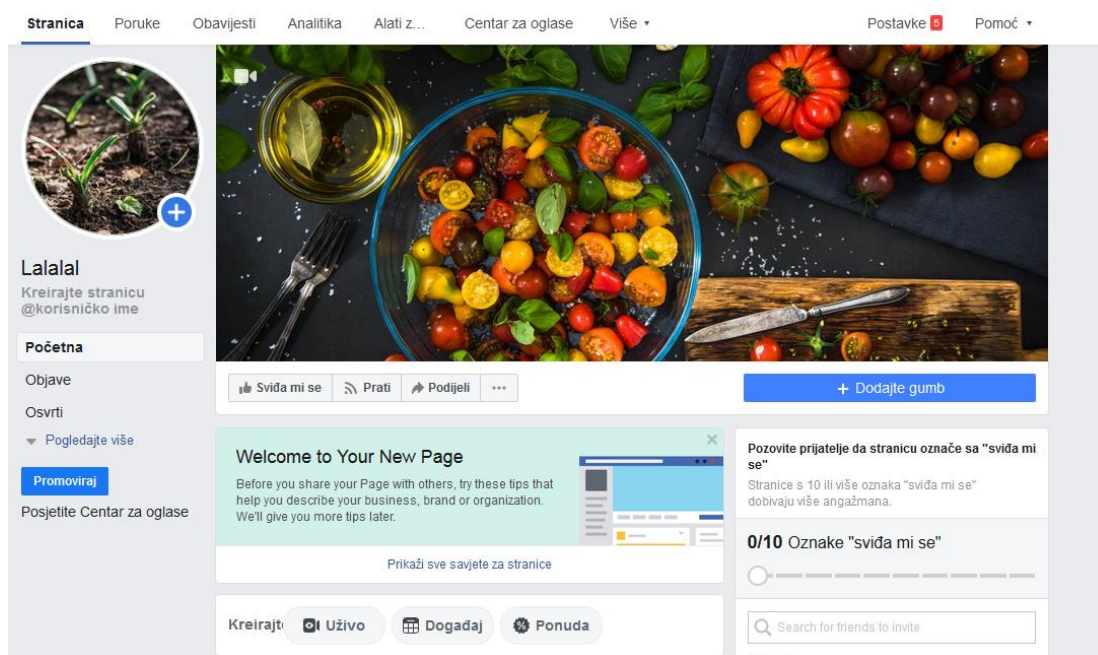 Stranica Poruke Obavijesti Analitika Alati z... Centar za oglase Više Postavke 5 Pomoć
Lalalal
Kreirajte stranicu
@korisničko ime
Početna
Objave
Osvrti
Pogledajte više
Promoviraj
Posjetite Centar za oglase
Sviđa mi se Prati Podijeli ...
+ Dodajte gumb
Welcome to Your New Page
Before you share your Page with others, try these tips that
help you describe your business, brand or organization.
We'll give you more tips later.
Prikaži sve savjete za stranice
Kreirajt Uživo Događaj Ponuda
Pozovite prijatelje da stranicu označe sa "sviđa mi
se"
Stranice s 10 ili više oznaka "sviđa mi se"
dobivaju više angažmana.
0/10 Oznake "sviđa mi se"
Search for friends to invite